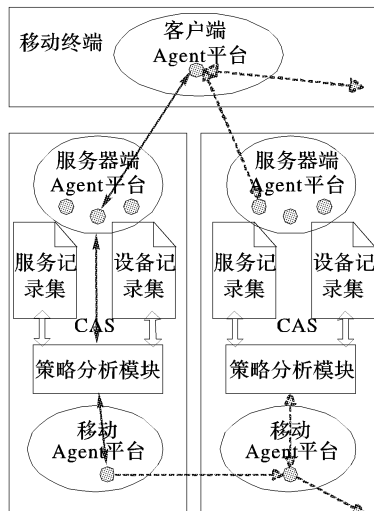 移动终端
客户端
Agent平台
服务器端
Agent平台
服务记
录集
设备记
录集
CAS
策略分析模块
移动
Agent平台
服务器端
Agent平台
服务记
录集
设备记
录集
CAS
策略分析模块
移动
Agent平台